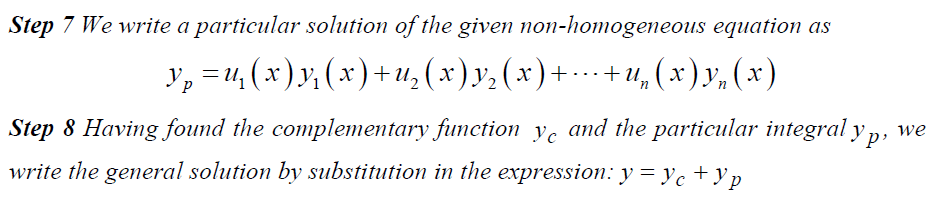 Step 7 We write a particular solution of the given non-homogeneous equation as
y_p = u_1(x)y_1(x)+u_2(x)y_2(x)+···+u_n(x)y_n(x)
Step 8 Having found the complementary function y_c and the particular integral y_p, we
write the general solution by substitution in the expression: y = y_c + y_p